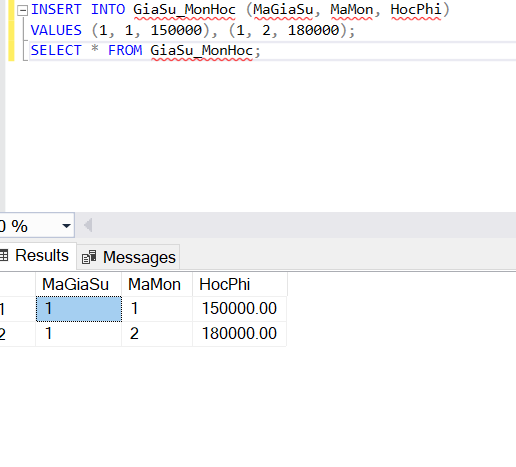 INSERT INTO GiaSu_MonHoc (MaGiaSu, MaMon, HocPhi)
VALUES (1, 1, 150000), (1, 2, 180000);
SELECT * FROM GiaSu_MonHoc;
0 %
Results Messages
MaGiaSu MaMon HocPhi
1 1 1 150000.00
2 1 2 180000.00